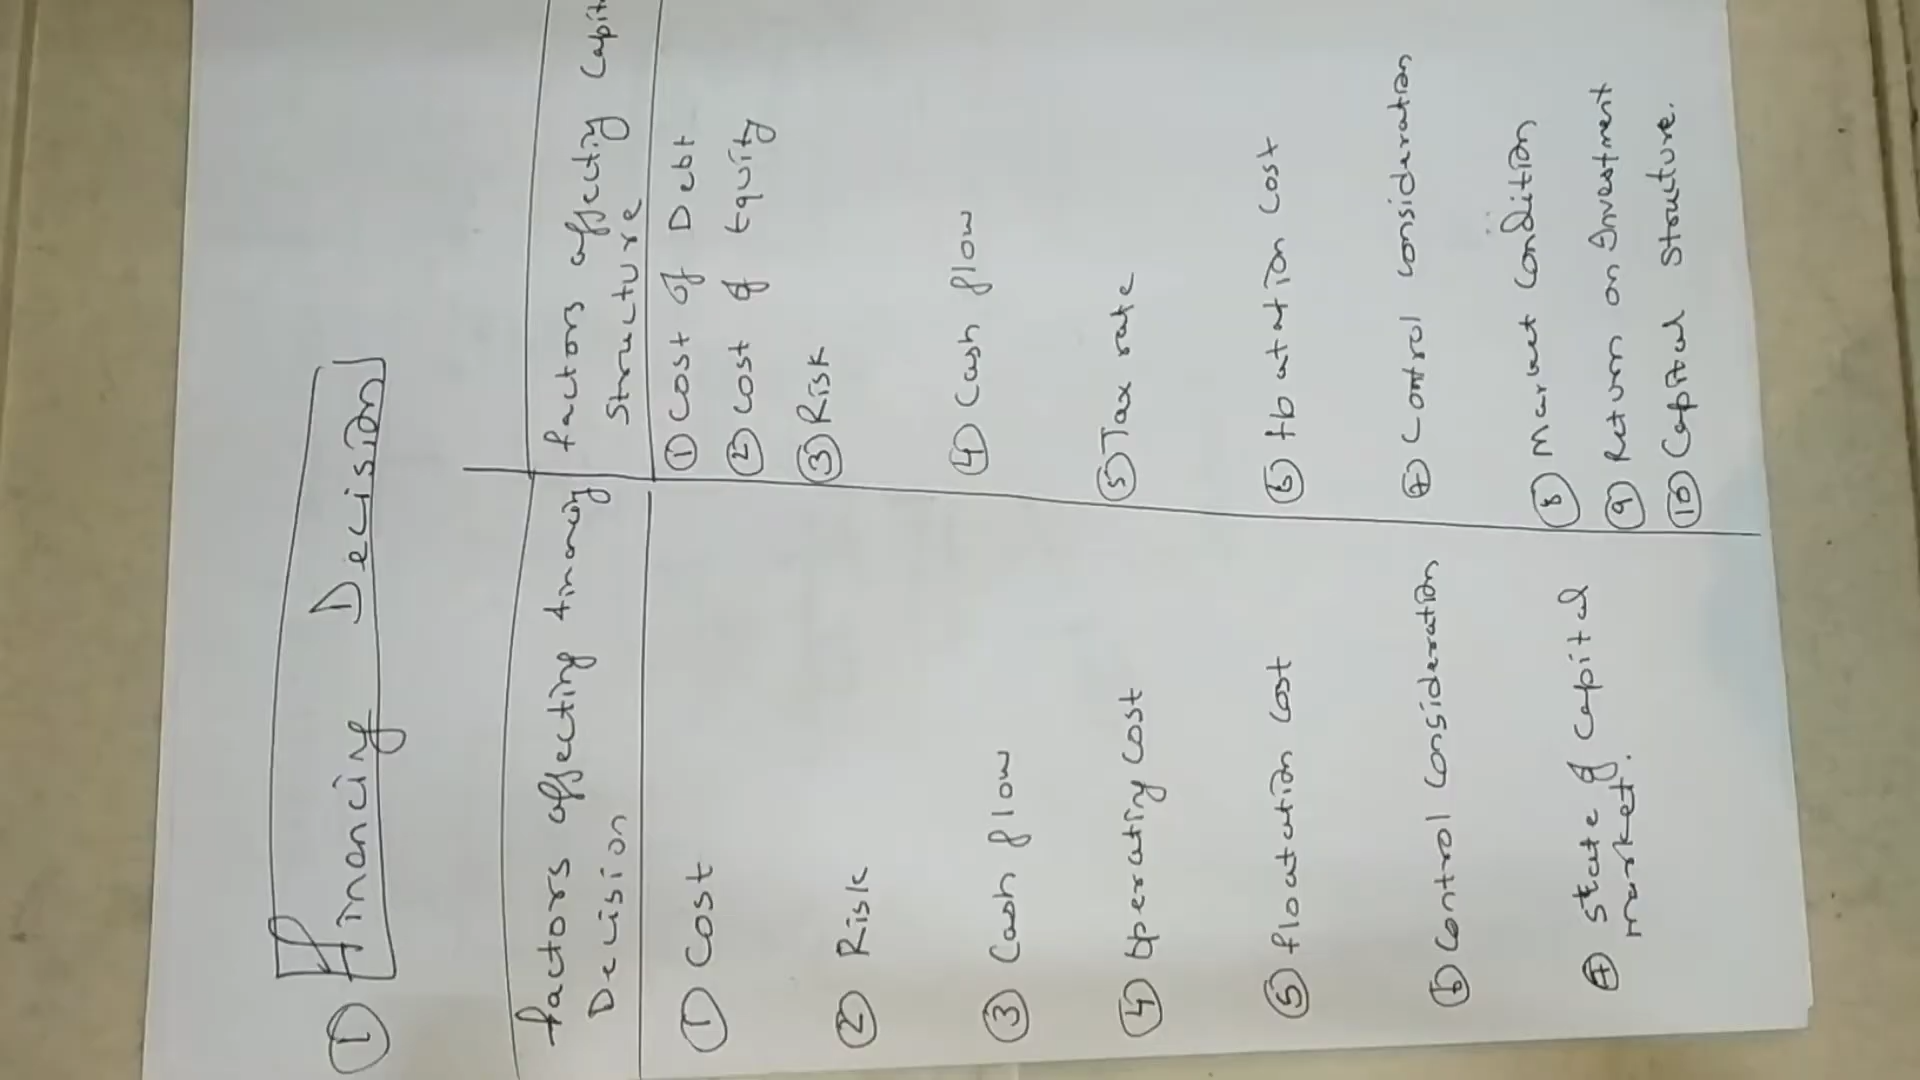 ① Financing Decision
factors affecting financing
Decision
① Cost
② Risk
③ Cash flow
④ Operating cost
⑤ floatation cost
⑥ Control consideration
⑦ State of Capital
market.
factors affecting Capit
Structure
① Cost of Debt
② Cost of Equity
③ Risk
④ Cash flow
⑤ Tax rate
⑥ floatation cost
⑦ Control consideration
⑧ market condition
⑨ Return on Investment
⑩ Capital Structure.